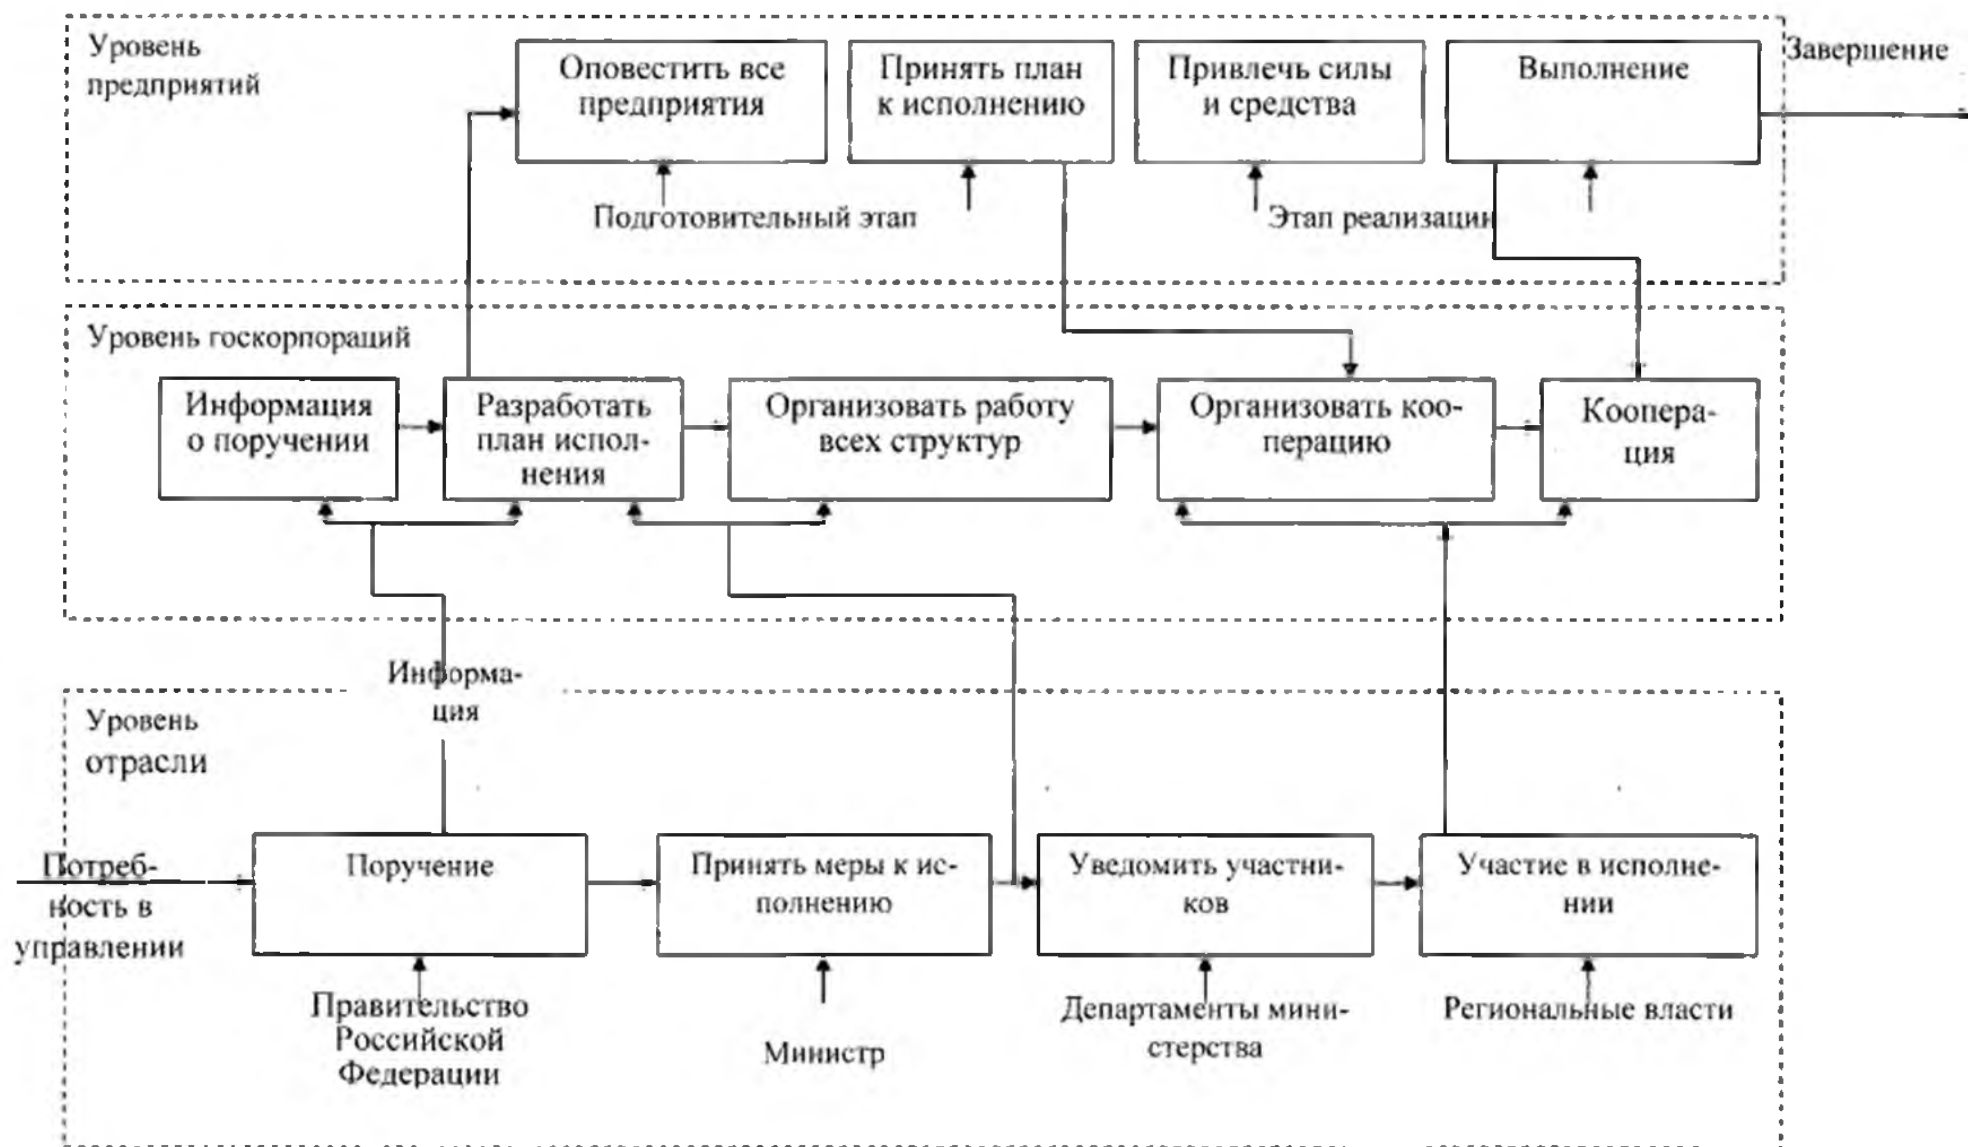 Уровень
предприятий
Оповестить все
предприятия
Принять план
к исполнению
Привлечь силы
и средства
Выполнение
Завершение
Подготовительный этап
Этап реализации
Уровень госкорпораций
Информация
о поручении
Разработать
план испол-
нения
Организовать работу
всех структур
Организовать коо-
перацию
Коопера-
ция
Информа-
ция
Уровень
отрасли
Потреб-
ность в
управлении
Поручение
Принять меры к ис-
полнению
Уведомить участни-
ков
Участие в исполне-
нии
Правительство
Российской
Федерации
Министр
Департаменты мини-
стерства
Региональные власти